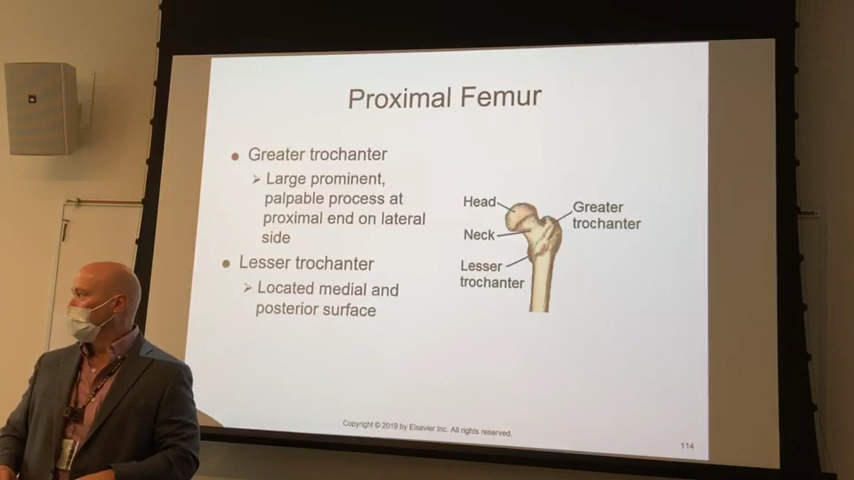 Proximal Femur
• Greater trochanter
➢ Large prominent,
palpable process at
proximal end on lateral
side
• Lesser trochanter
➢ Located medial and
posterior surface
Head
Neck
Lesser
trochanter
Greater
trochanter
Copyright © 2019 by Elsevier Inc. All rights reserved.
114